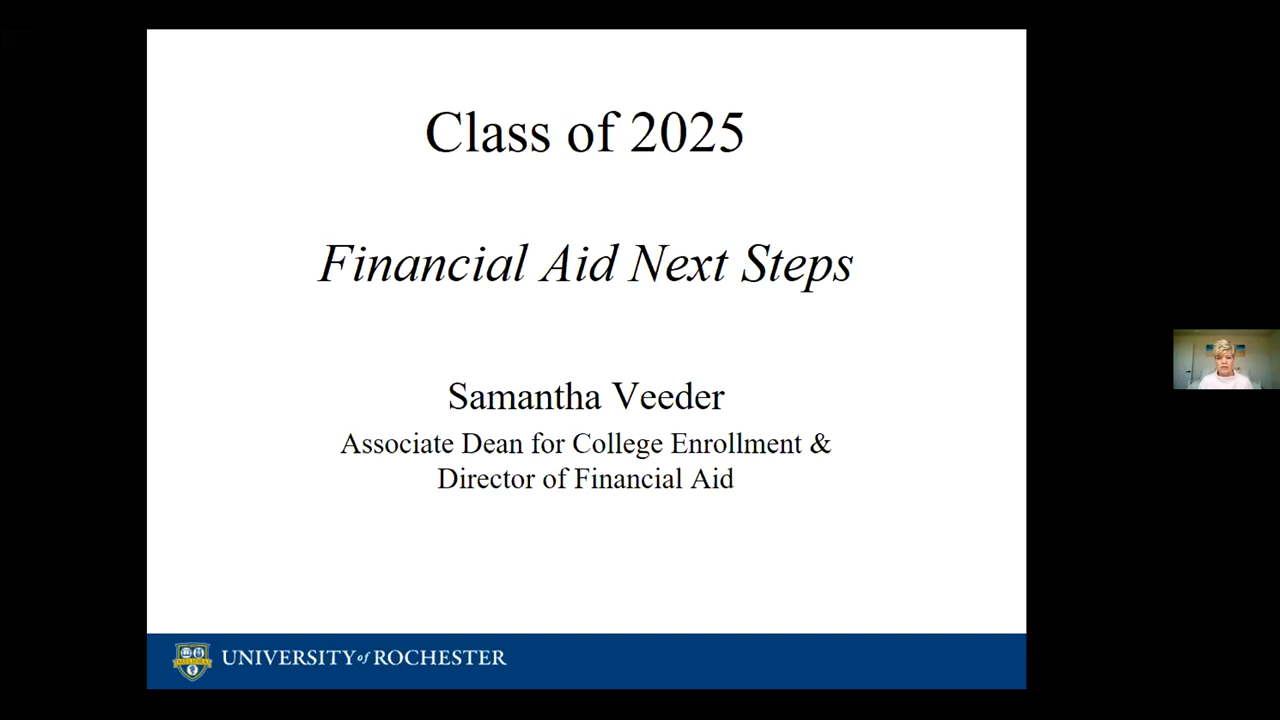 Class of 2025
Financial Aid Next Steps
Samantha Veeder
Associate Dean for College Enrollment &
Director of Financial Aid
MELIORA
UNIVERSITY of ROCHESTER